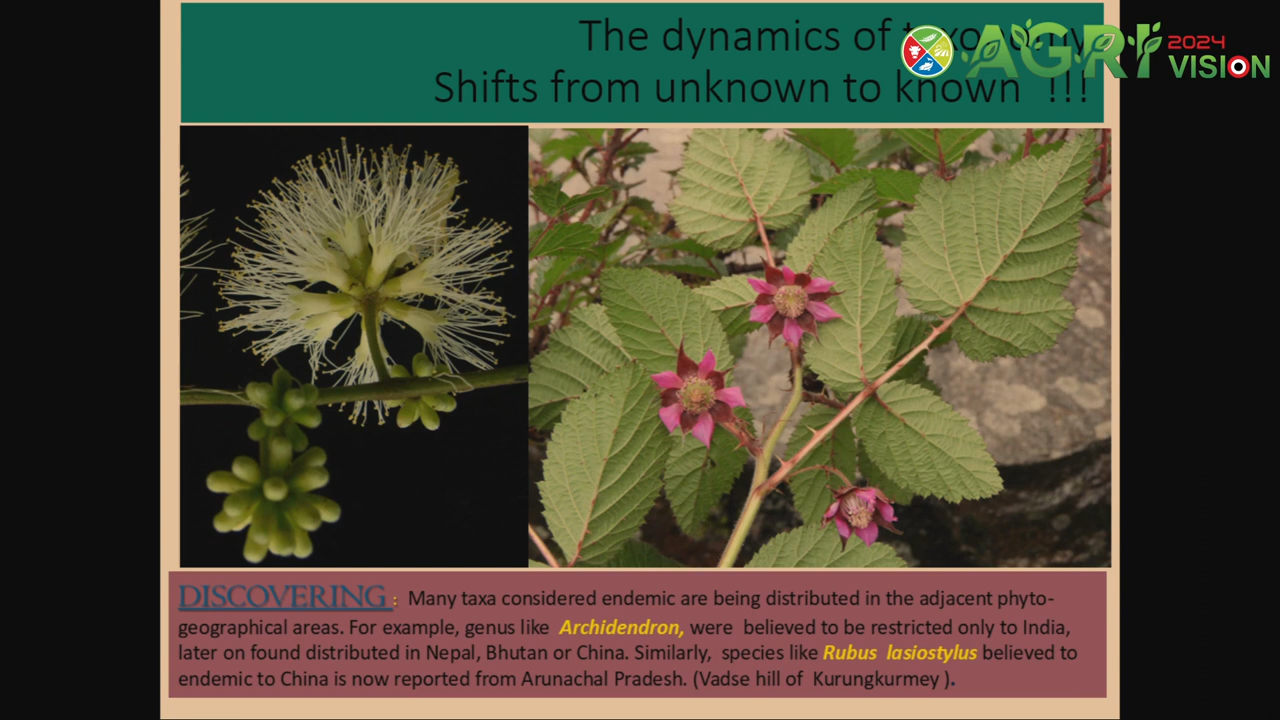 The dynamics of taxonomy
Shifts from unknown to known !!!
AGRI 2024
VISION
DISCOVERING : Many taxa considered endemic are being distributed in the adjacent phyto-
geographical areas. For example, genus like Archidendron, were believed to be restricted only to India,
later on found distributed in Nepal, Bhutan or China. Similarly, species like Rubus lasiostylus believed to
endemic to China is now reported from Arunachal Pradesh. (Vadse hill of Kurungkurmey ).